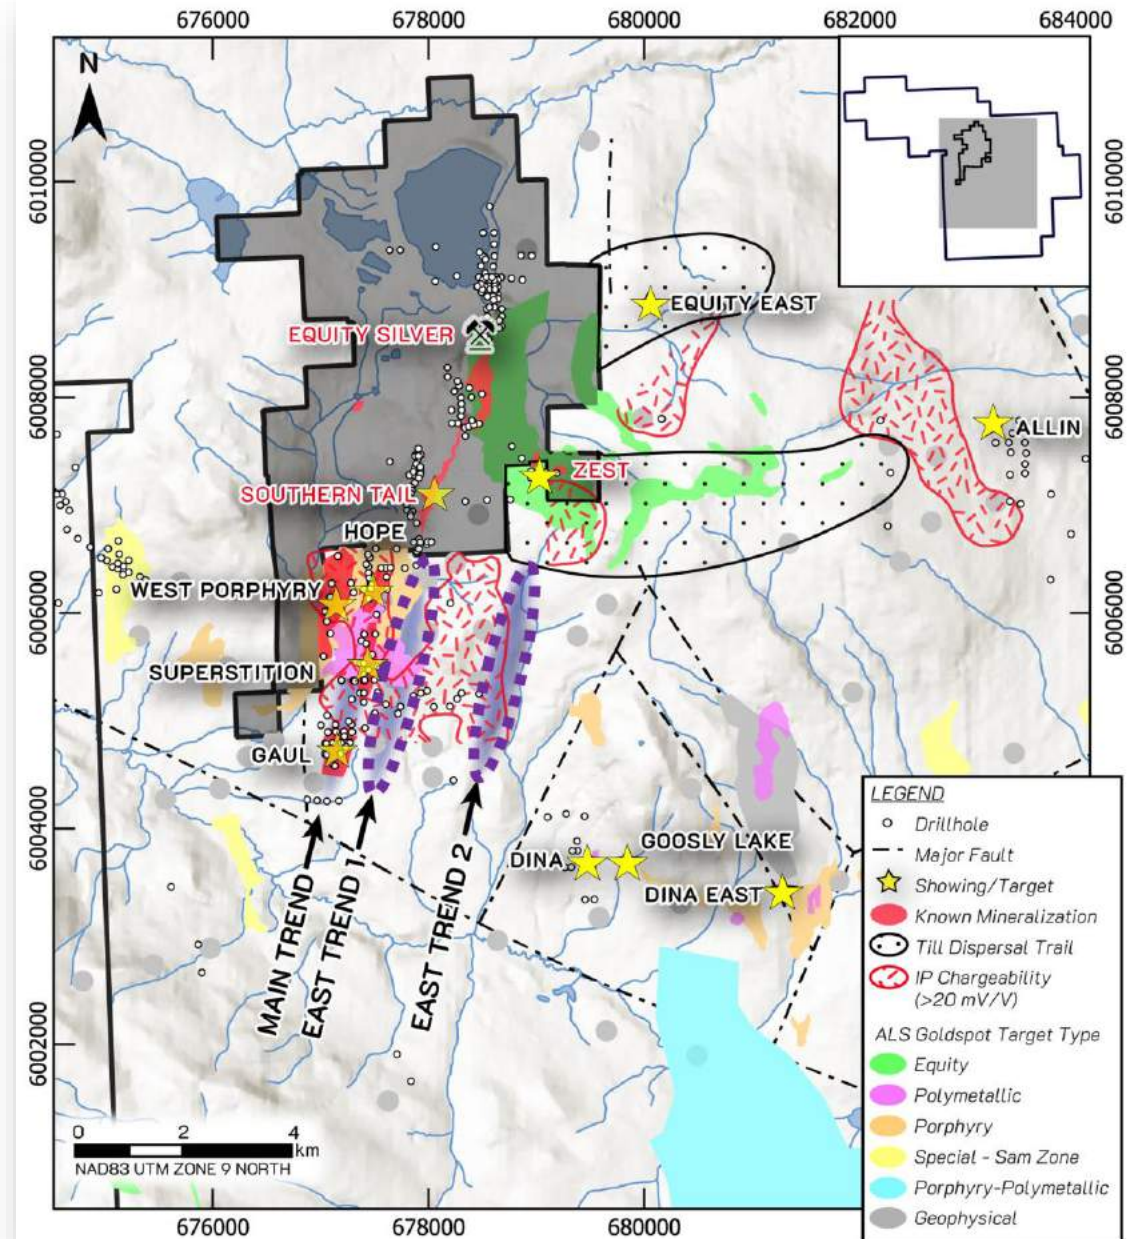 676000 678000 680000 682000 684000
N
6010000
6010000
EQUITY EAST
EQUITY SILVER
6008000
6008000
ALLIN
ZEST
SOUTHERN TAIL
HOPE
WEST PORPHYRY
6006000
6006000
SUPERSTITION
GAUL
6004000
MAIN TREND
EAST TREND 1
EAST TREND 2
GOOSLY LAKE
DINA
DINA EAST
6002000
LEGEND
Drillhole
Major Fault
Showing/Target
Known Mineralization
Till Dispersal Trail
IP Chargeability
(>20 mV/V)
ALS Goldspot Target Type
Equity
Polymetallic
Porphyry
Special - Sam Zone
Porphyry-Polymetallic
Geophysical
0 2 4
km
NAD83 UTM ZONE 9 NORTH
676000 678000 680000